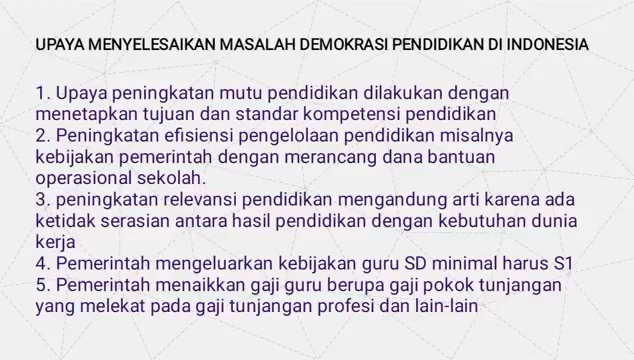 UPAYA MENYELESAIKAN MASALAH DEMOKRASI PENDIDIKAN DI INDONESIA
1. Upaya peningkatan mutu pendidikan dilakukan dengan
menetapkan tujuan dan standar kompetensi pendidikan
2. Peningkatan efisiensi pengelolaan pendidikan misalnya
kebijakan pemerintah dengan merancang dana bantuan
operasional sekolah.
3. peningkatan relevansi pendidikan mengandung arti karena ada
ketidak serasian antara hasil pendidikan dengan kebutuhan dunia
kerja
4. Pemerintah mengeluarkan kebijakan guru SD minimal harus S1
5. Pemerintah menaikkan gaji guru berupa gaji pokok tunjangan
yang melekat pada gaji tunjangan profesi dan lain-lain